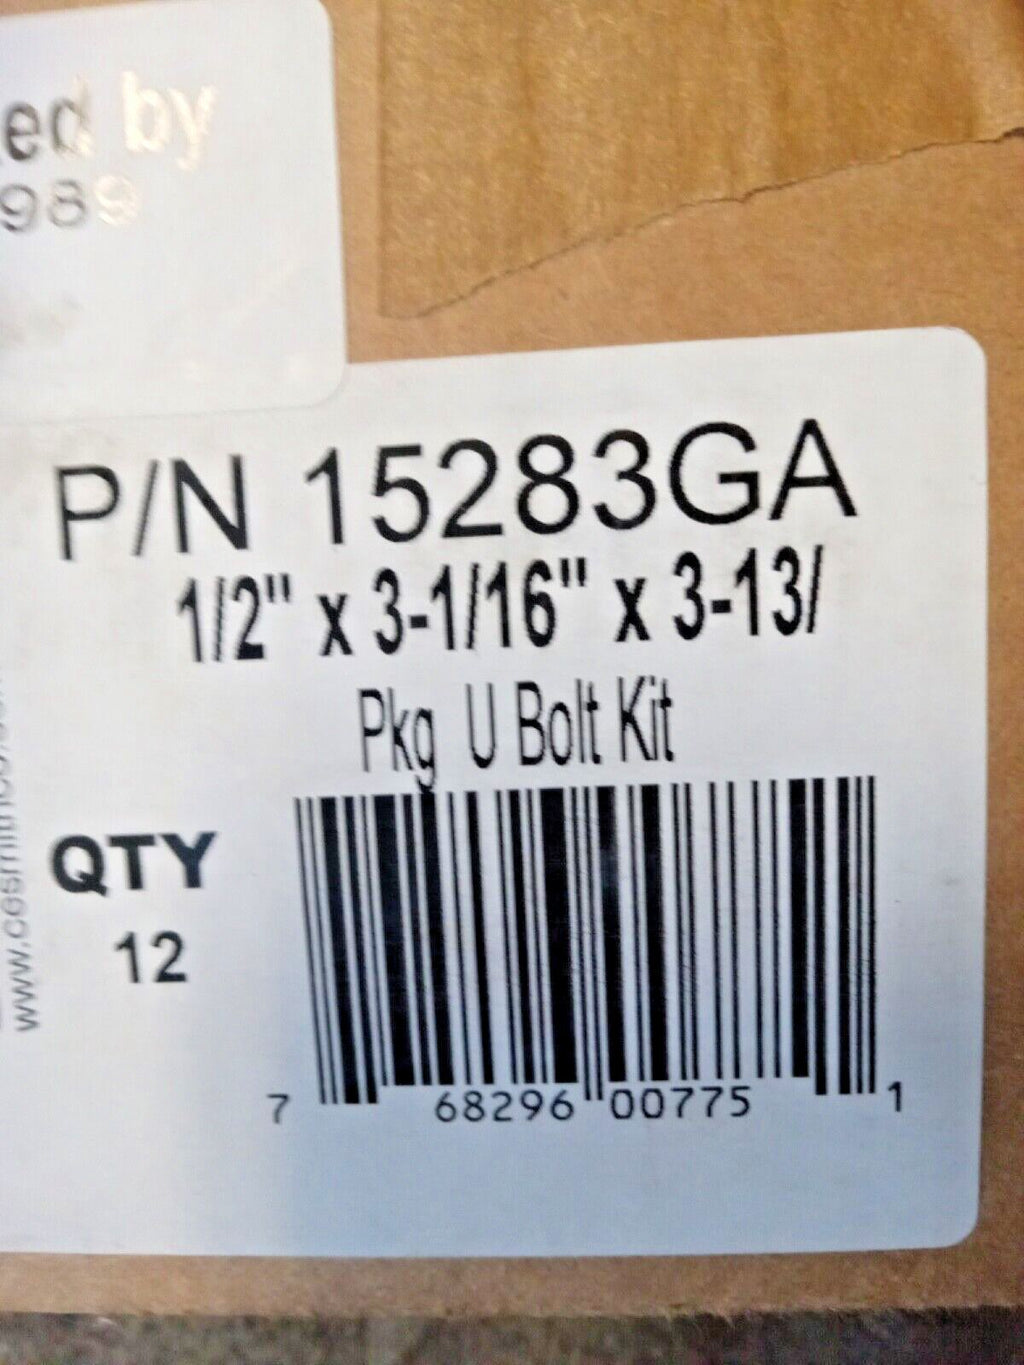 by
989
P/N 15283GA
1/2" x 3-1/16" x 3-13/
Pkg U Bolt Kit
QTY
12
7 68296 00775 1